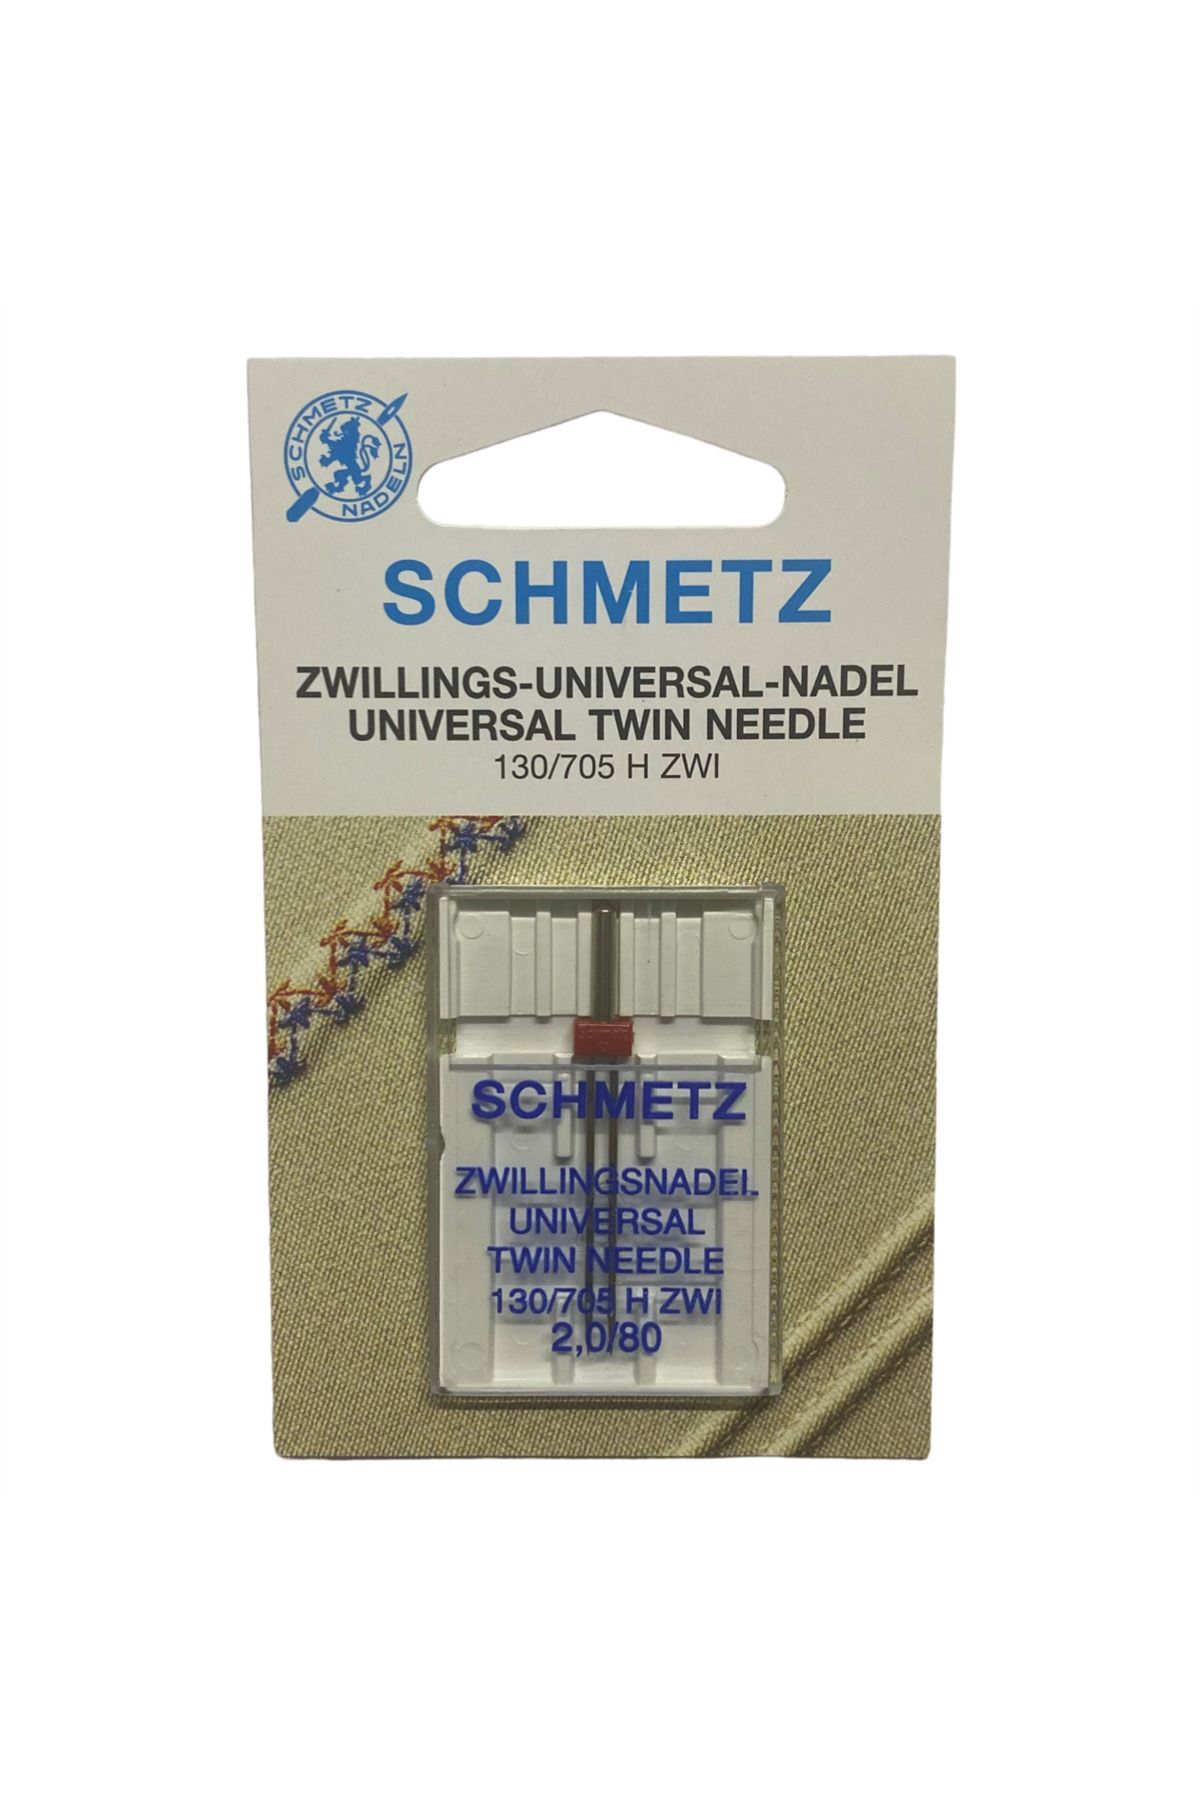 SCHMETZ
NADELN
SCHMETZ
ZWILLINGS-UNIVERSAL-NADEL
UNIVERSAL TWIN NEEDLE
130/705 H ZWI
SCHMETZ
ZWILLINGSNADEL
UNIVERSAL
TWIN NEEDLE
130/705 H ZWI
2,0/80